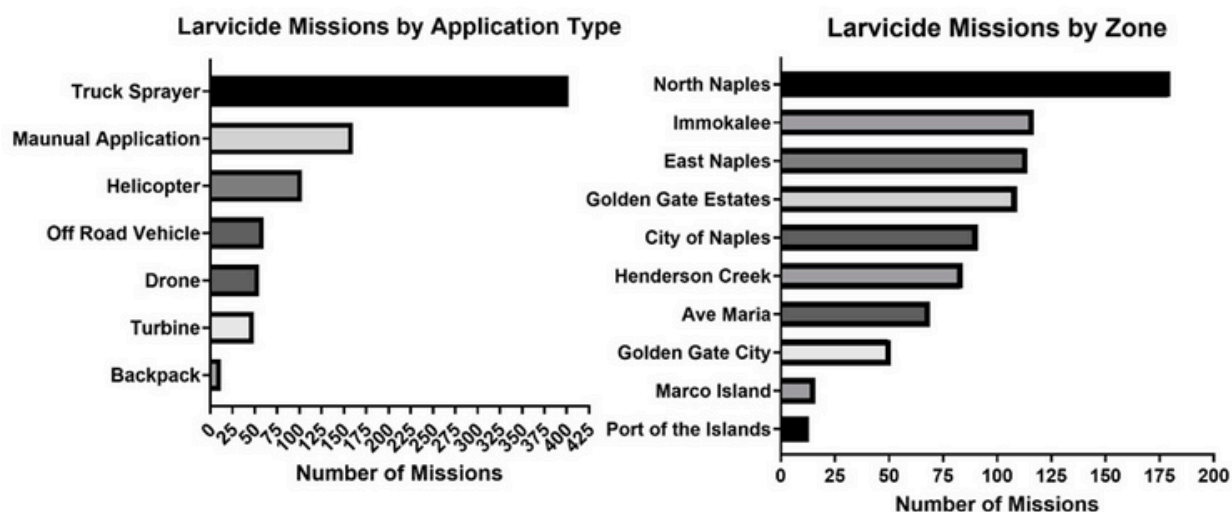 Larvicide Missions by Application Type
Truck Sprayer
Maunual Application
Helicopter
Off Road Vehicle
Drone
Turbine
Backpack
0 25 50 75 100 125 150 175 200 225 250 275 300 325 350 375 400 425
Number of Missions
Larvicide Missions by Zone
North Naples
Immokalee
East Naples
Golden Gate Estates
City of Naples
Henderson Creek
Ave Maria
Golden Gate City
Marco Island
Port of the Islands
0 25 50 75 100 125 150 175 200
Number of Missions